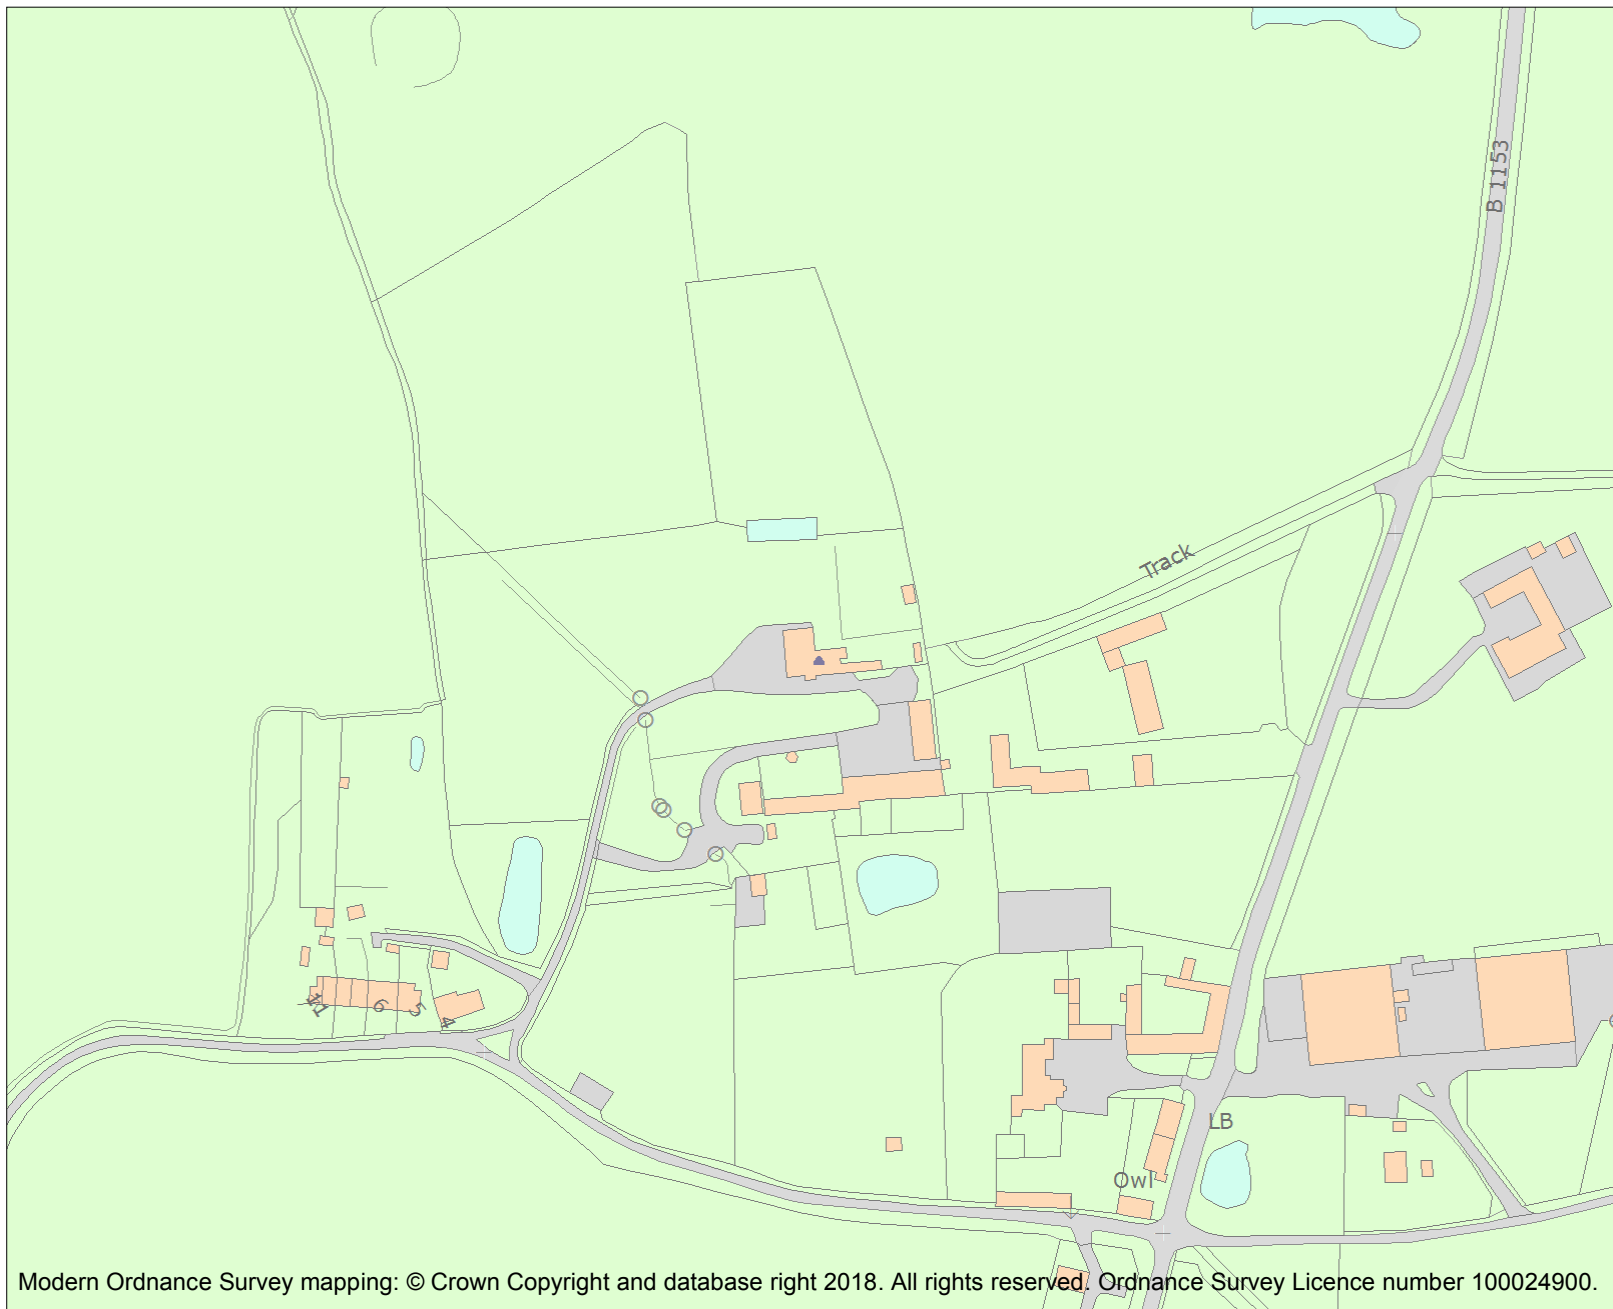 B 1153
Track
11
6
5
4
LB
Owl
Modern Ordnance Survey mapping: © Crown Copyright and database right 2018. All rights reserved. Ordnance Survey Licence number 100024900.